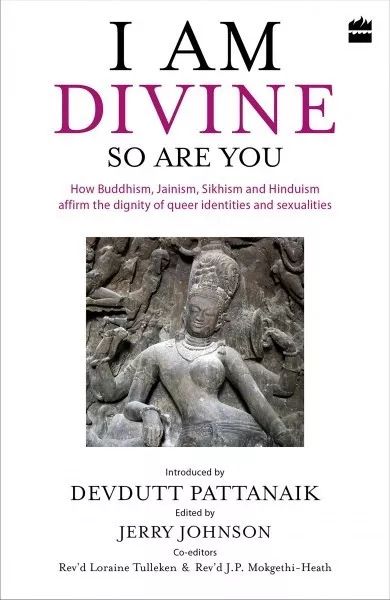 I AM
DIVINE
SO ARE YOU
How Buddhism, Jainism, Sikhism and Hinduism
affirm the dignity of queer identities and sexualities
Introduced by
DEVDUTT PATTANAIK
Edited by
JERRY JOHNSON
Co-editors
Rev'd Loraine Tulleken & Rev'd J.P. Mokgethi-Heath